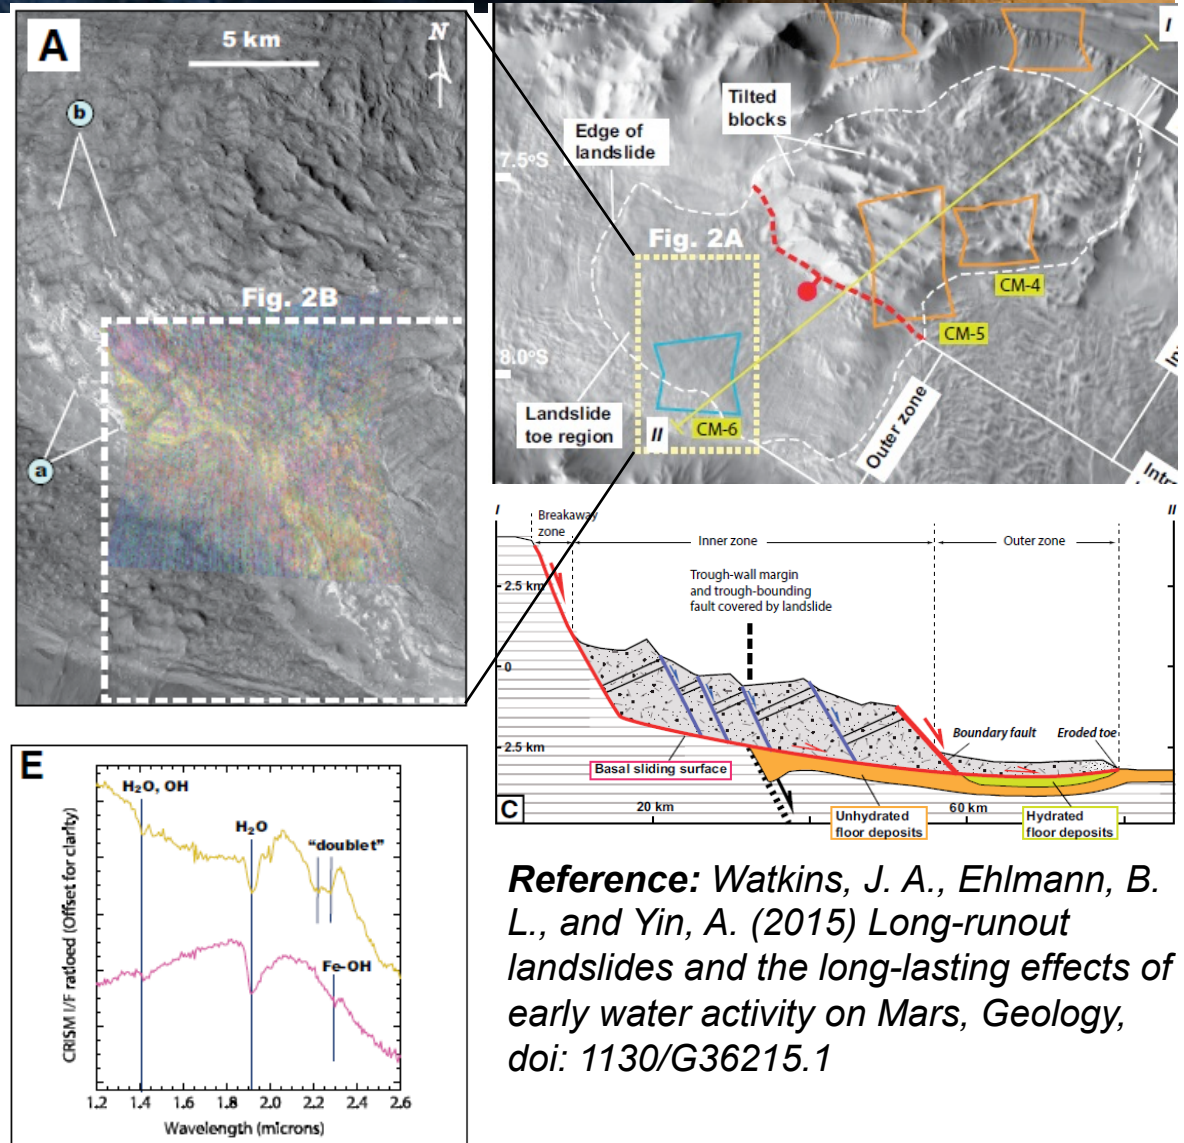 A
5 km
N
b
Fig. 2B
a
I
Tilted
blocks
Edge of
landslide
7.5°S
Fig. 2A
CM-4
CM-5
8.0°S
Landslide
toe region
II
CM-6
Outer zone
I
II
Breakaway
zone
Inner zone
Outer zone
2.5 km
Trough-wall margin
and trough-bounding
fault covered by landslide
0
2.5 km
Boundary fault
Eroded toe
Basal sliding surface
C
20 km
60 km
Unhydrated
floor deposits
Hydrated
floor deposits
E
H₂O, OH
H₂O
“doublet”
Fe-OH
CRISM I/F ratioed (Offset for clarity)
1.2 1.4 1.6 1.8 2.0 2.2 2.4 2.6
Wavelength (microns)
Reference: Watkins, J. A., Ehlmann, B.
L., and Yin, A. (2015) Long-runout
landslides and the long-lasting effects of
early water activity on Mars, Geology,
doi: 1130/G36215.1